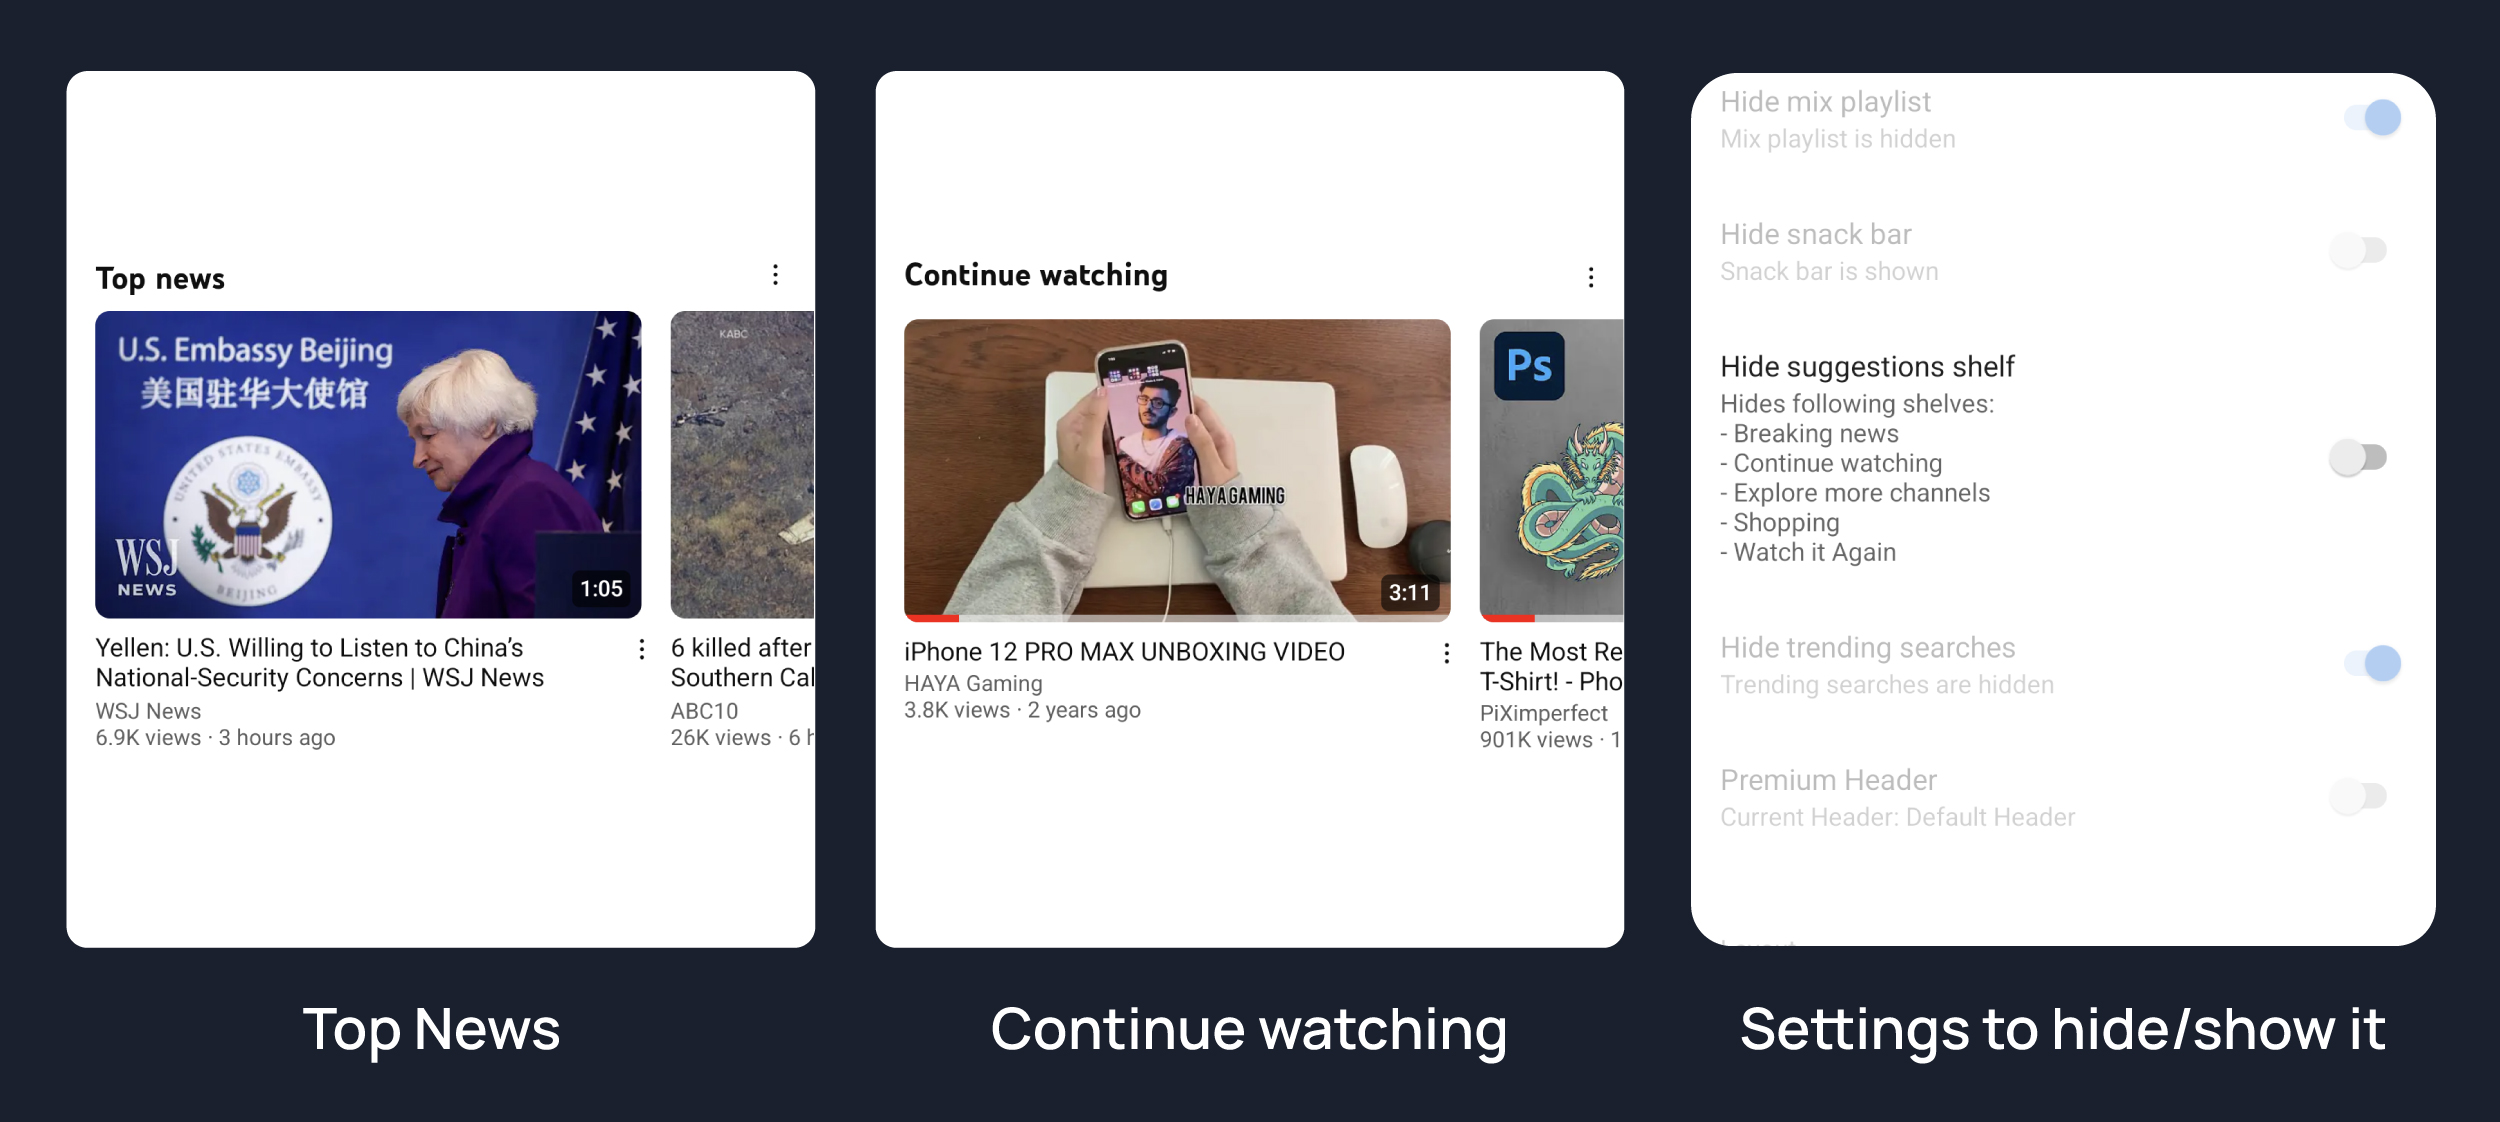 Top news
KABC
U.S. Embassy Beijing
美国驻华大使馆
UNITED STATES EMBASSY
BEIJING
WSJ
NEWS
1:05
Yellen: U.S. Willing to Listen to China’s
National-Security Concerns | WSJ News
WSJ News
6.9K views · 3 hours ago
6 killed after
Southern Cal
ABC10
26K views · 6 h
Top News
Continue watching
HAYA GAMING
3:11
iPhone 12 PRO MAX UNBOXING VIDEO
HAYA Gaming
3.8K views · 2 years ago
Ps
The Most Re
T-Shirt! - Pho
PiXimperfect
901K views · 1
Continue watching
Hide mix playlist
Mix playlist is hidden
Hide snack bar
Snack bar is shown
Hide suggestions shelf
Hides following shelves:
- Breaking news
- Continue watching
- Explore more channels
- Shopping
- Watch it Again
Hide trending searches
Trending searches are hidden
Premium Header
Current Header: Default Header
Settings to hide/show it